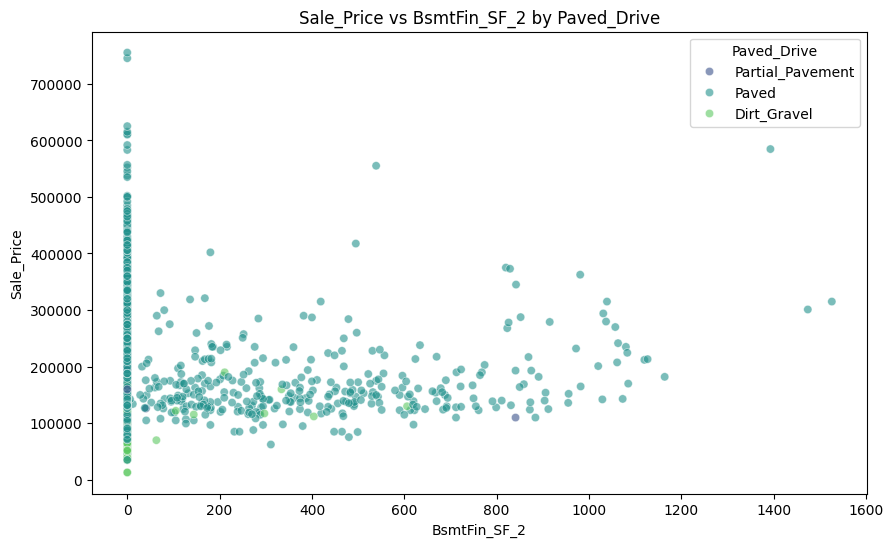 Sale_Price vs BsmtFin_SF_2 by Paved_Drive
Paved_Drive
Partial_Pavement
Paved
Dirt_Gravel
700000
600000
500000
400000
300000
200000
100000
0
Sale_Price
0 200 400 600 800 1000 1200 1400 1600
BsmtFin_SF_2